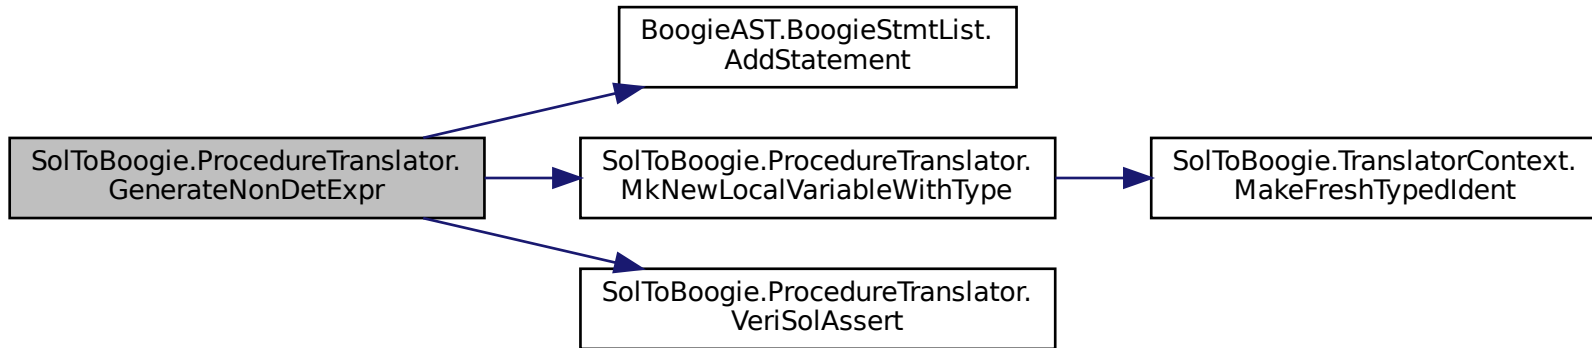 BoogieAST.BoogieStmtList.
AddStatement
SolToBoogie.ProcedureTranslator.
GenerateNonDetExpr
SolToBoogie.ProcedureTranslator.
MkNewLocalVariableWithType
SolToBoogie.TranslatorContext.
MakeFreshTypedIdent
SolToBoogie.ProcedureTranslator.
VeriSolAssert